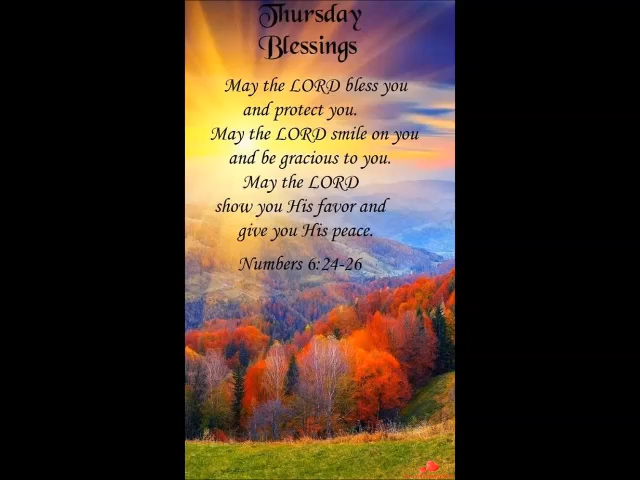 Thursday
Blessings
May the LORD bless you
and protect you.
May the LORD smile on you
and be gracious to you.
May the LORD
show you His favor and
give you His peace.
Numbers 6:24-26